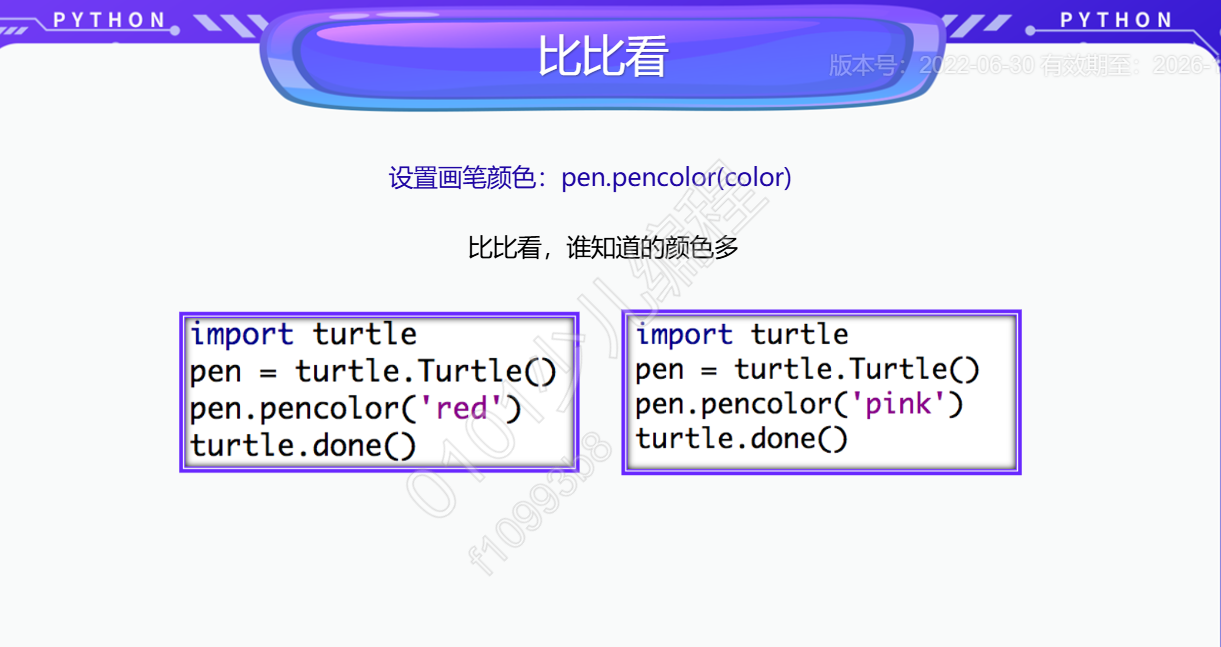 PYTHON
PYTHON
比比看
版本号：2022-06-30 有效期至：2026-
设置画笔颜色：pen.pencolor(color)
比比看，谁知道的颜色多
import turtle
pen = turtle.Turtle()
pen.pencolor('red')
turtle.done()
import turtle
pen = turtle.Turtle()
pen.pencolor('pink')
turtle.done()
0101少儿编程
f10993b8